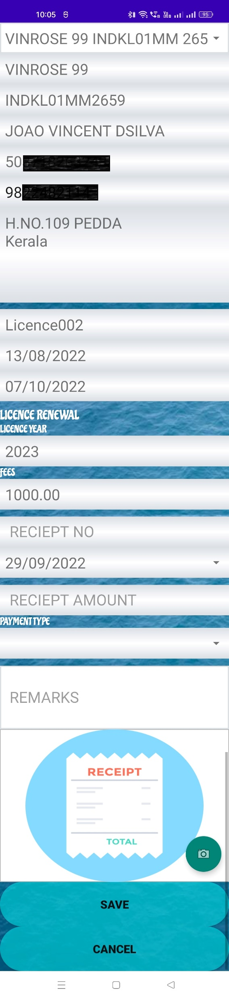 10:05
Vo LTED
95
VINROSE 99 INDKL01MM 265
VINROSE 99
INDKL01MM2659
JOAO VINCENT DSILVA
50
98
H.NO.109 PEDDA
Kerala
Licence002
13/08/2022
07/10/2022
LICENCE RENEWAL
LICENCE YEAR
2023
FEES
1000.00
RECIEPT NO
29/09/2022
RECIEPT AMOUNT
PAYMENT TYPE
REMARKS
RECEIPT
TOTAL
SAVE
CANCEL